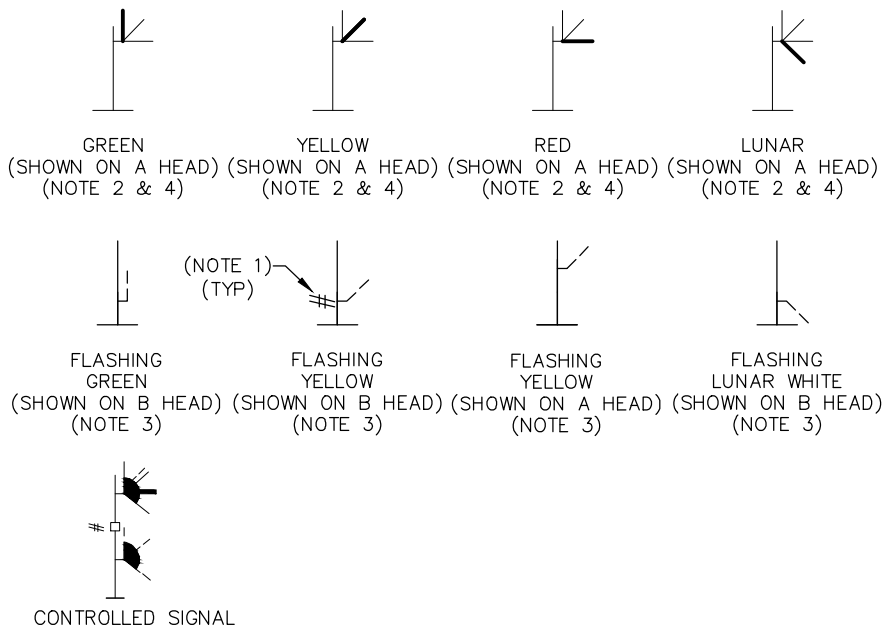 GREEN
(SHOWN ON A HEAD)
(NOTE 2 & 4)
YELLOW
(SHOWN ON A HEAD)
(NOTE 2 & 4)
RED
(SHOWN ON A HEAD)
(NOTE 2 & 4)
LUNAR
(SHOWN ON A HEAD)
(NOTE 2 & 4)
(NOTE 1)
(TYP)
FLASHING
GREEN
(SHOWN ON B HEAD)
(NOTE 3)
FLASHING
YELLOW
(SHOWN ON B HEAD)
(NOTE 3)
FLASHING
YELLOW
(SHOWN ON A HEAD)
(NOTE 3)
FLASHING
LUNAR WHITE
(SHOWN ON B HEAD)
(NOTE 3)
CONTROLLED SIGNAL